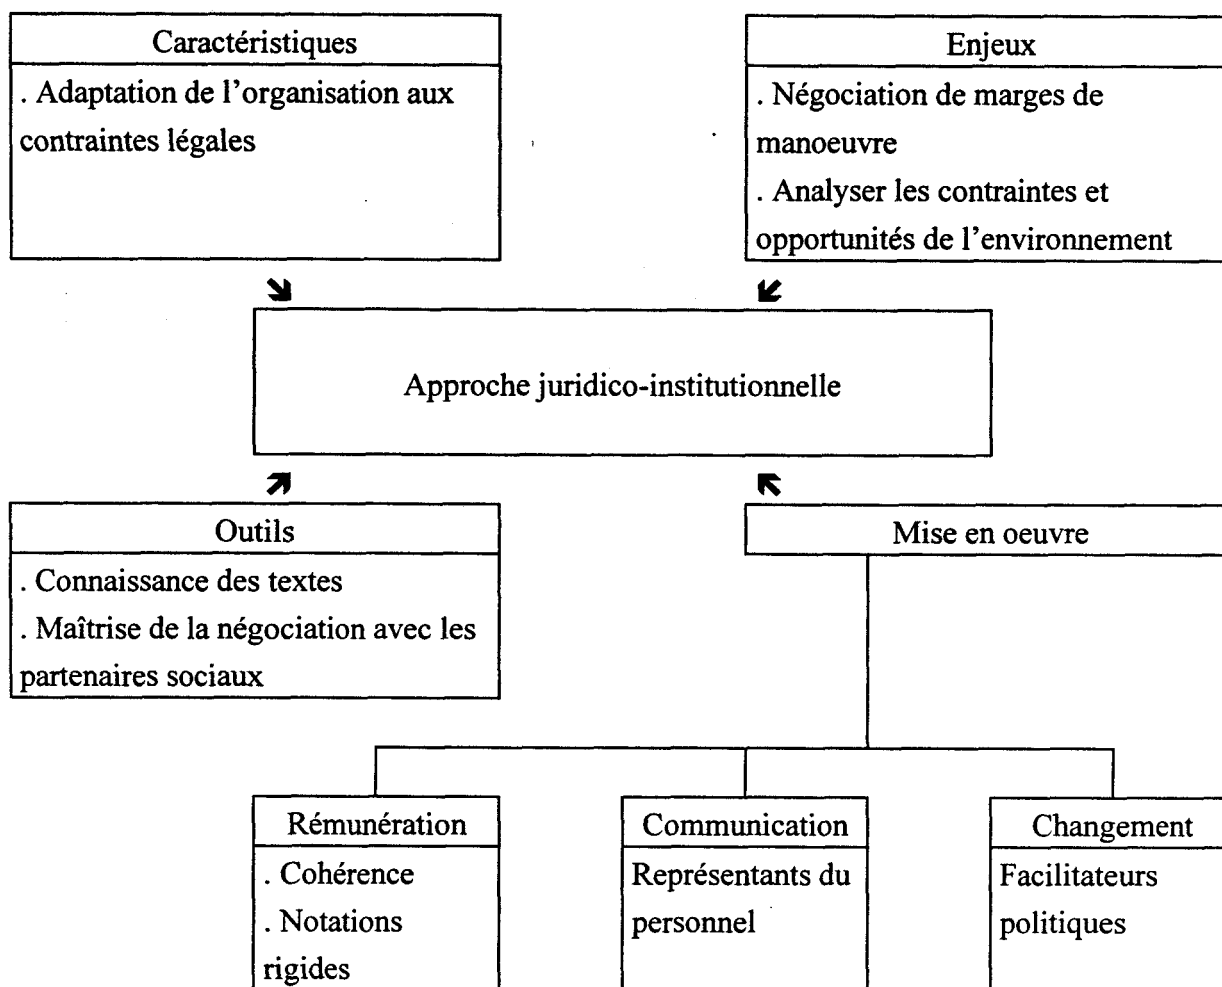 Caractéristiques
. Adaptation de l'organisation aux
contraintes légales
Enjeux
. Négociation de marges de
manoeuvre
. Analyser les contraintes et
opportunités de l'environnement
Approche juridico-institutionnelle
Outils
. Connaissance des textes
. Maîtrise de la négociation avec les
partenaires sociaux
Mise en oeuvre
Rémunération
. Cohérence
. Notations
rigides
Communication
Représentants du
personnel
Changement
Facilitateurs
politiques